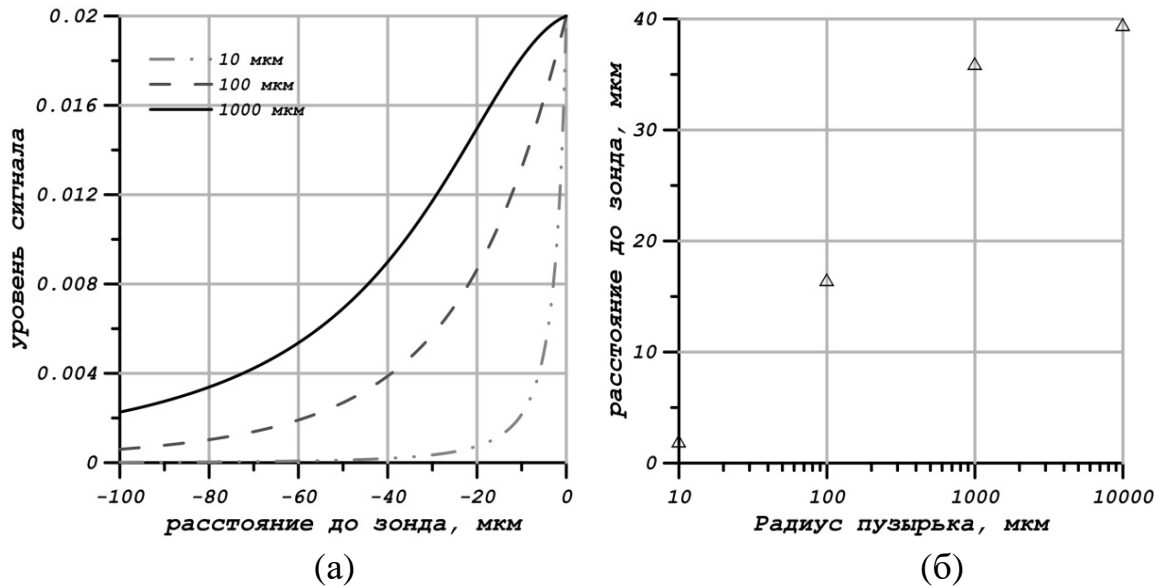 0.02
0.016
0.012
0.008
0.004
0
уровень сигнала
10 мкм
100 мкм
1000 мкм
-100 -80 -60 -40 -20 0
расстояние до зонда, мкм
(а)
40
30
20
10
0
расстояние до зонда, мкм
10 100 1000 10000
Радиус пузырька, мкм
(б)